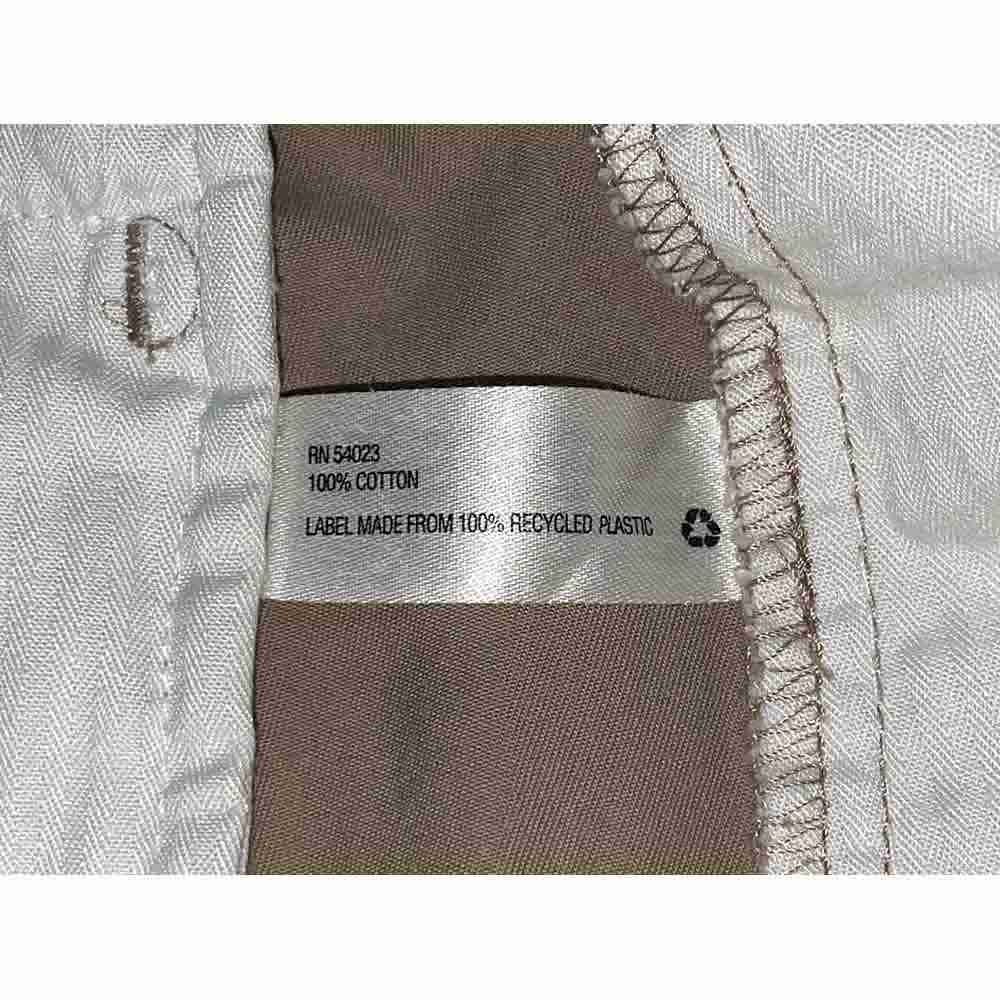 RN 54023
100% COTTON
LABEL MADE FROM 100% RECYCLED PLASTIC